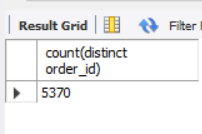 Result Grid Filter
count(distinct
order_id)
5370